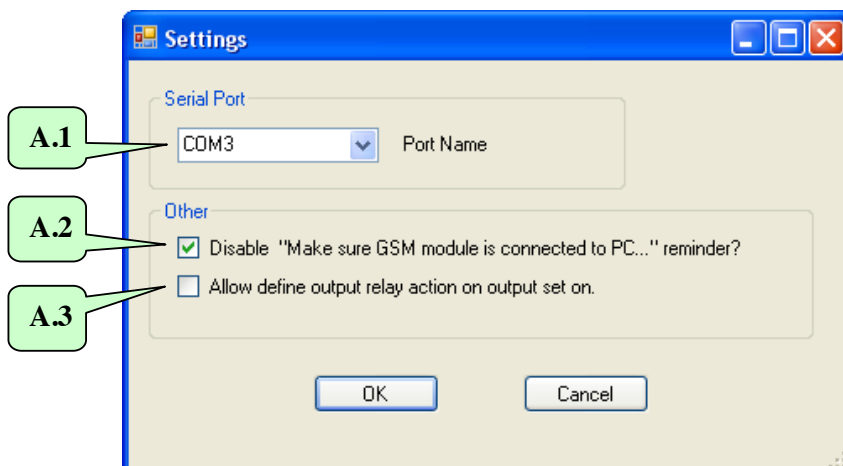 Settings
Serial Port
A.1
COM3 Port Name
Other
A.2
Disable "Make sure GSM module is connected to PC..." reminder?
Allow define output relay action on output set on.
A.3
OK Cancel